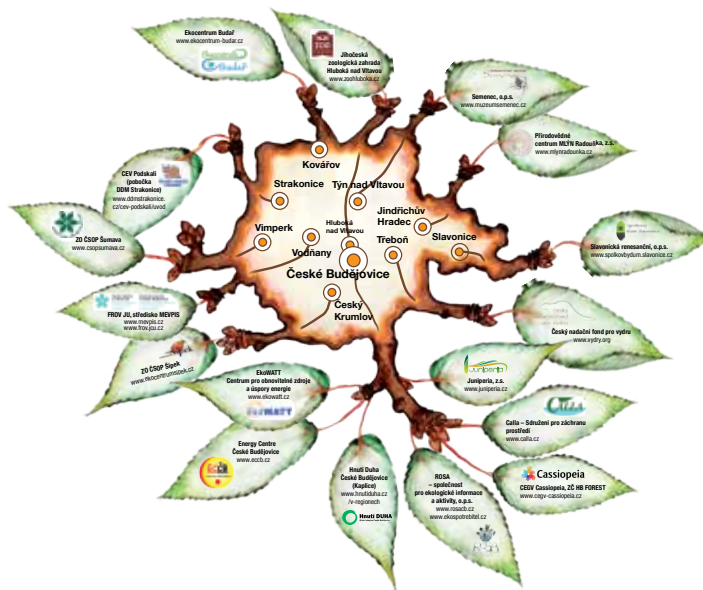 Ekocentrum Budař
www.ekocentrum-budar.cz
Jihočeská
zoologická zahrada
Hluboká nad Vltavou
www.zoohluboka.cz
Semenec, o.p.s.
www.muzeumsemenec.cz
Přírodovědné
centrum MLÝN Radouňka, z.s.
www.mlynradounka.cz
CEV Podskalí
(pobočka
DDM Strakonice)
www.ddmstrakonice.
cz/cev-podskali/uvod
ZO ČSOP Šumava
www.csopsumava.cz
Kovářov
Strakonice
Týn nad Vltavou
Jindřichův
Hradec
Vimperk
Vodňany
Hluboká
nad Vltavou
Třeboň
Slavonice
České Budějovice
Český
Krumlov
Slavonická renesanční, o.p.s.
www.spolkovbydum.slavonice.cz
FROV JU, středisko MEVPIS
www.mevpis.cz
www.frov.jcu.cz
Český nadační fond pro vydru
www.vydry.org
ZO ČSOP Šípek
www.ekocentrumsipek.cz
EkoWATT
Centrum pro obnovitelné zdroje
a úspory energie
www.ekowatt.cz
EkoWATT
Juniperia
Juniperia, z.s.
www.juniperia.cz
Calla
Calla – Sdružení pro záchranu
prostředí
www.calla.cz
Energy Centre
České Budějovice
www.eccb.cz
ECČB
Hnutí Duha
České Budějovice
(Kaplice)
www.hnutiduha.cz
/v-regionech
Hnutí DUHA
ROSA
– společnost
pro ekologické informace
a aktivity, o.p.s.
www.rosacb.cz
www.ekospotrebitel.cz
Cassiopeia
CEGV Cassiopeia, ZČ HB FOREST
www.cegv-cassiopeia.cz